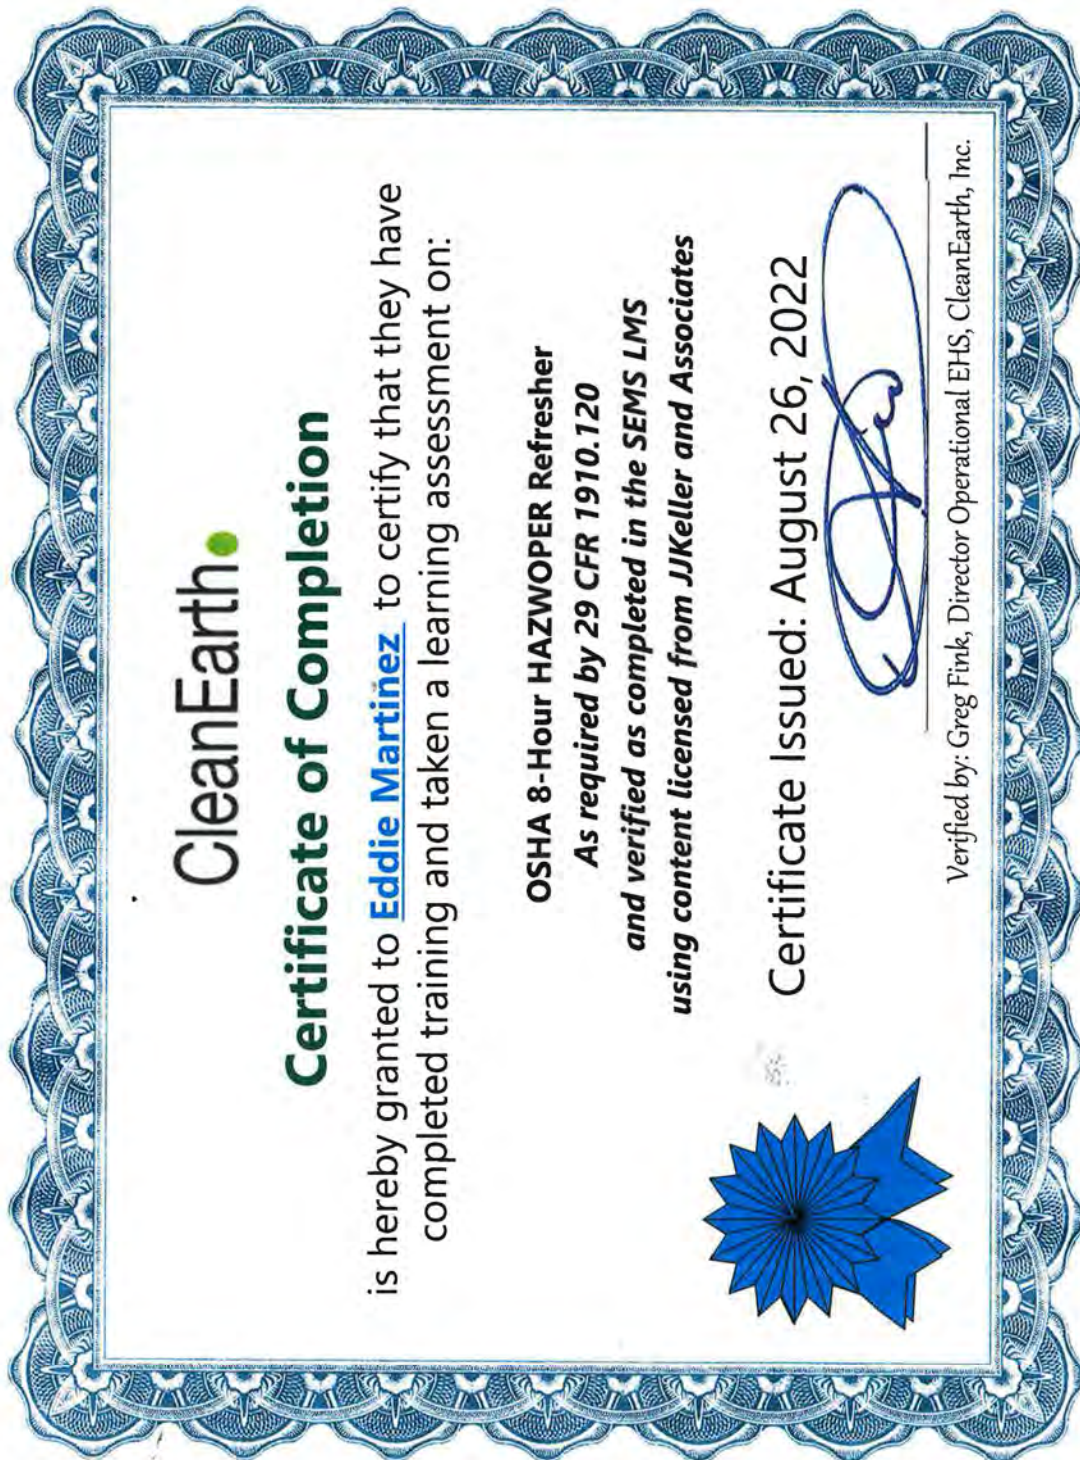 CleanEarth
Certificate of Completion
is hereby granted to Eddie Martinez to certify that they have
completed training and taken a learning assessment on:
OSHA 8-Hour HAZWOPER Refresher
As required by 29 CFR 1910.120
and verified as completed in the SEMS LMS
using content licensed from JJKeller and Associates
Certificate Issued: August 26, 2022
Verified by: Greg Fink, Director Operational EHS, CleanEarth, Inc.